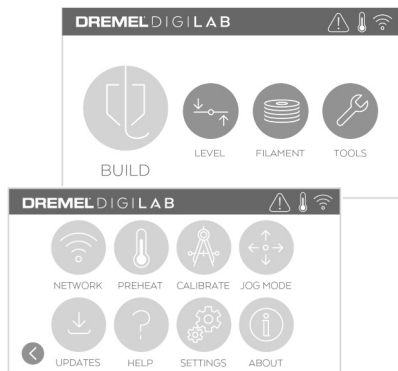 DREMEL DIGILAB
BUILD
LEVEL FILAMENT TOOLS
DREMEL DIGILAB
NETWORK PREHEAT CALIBRATE JOG MODE
UPDATES HELP SETTINGS ABOUT